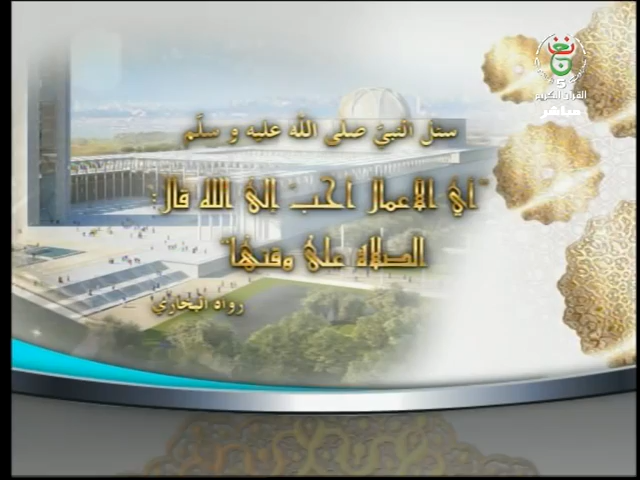 القرآن الكريم
مباشر
سئل النبيّ صلى الله عليه و سلّم
"أيّ الأعمال أحبّ إلى الله قال:
الصلاة على وقتها"
رواه البخاري